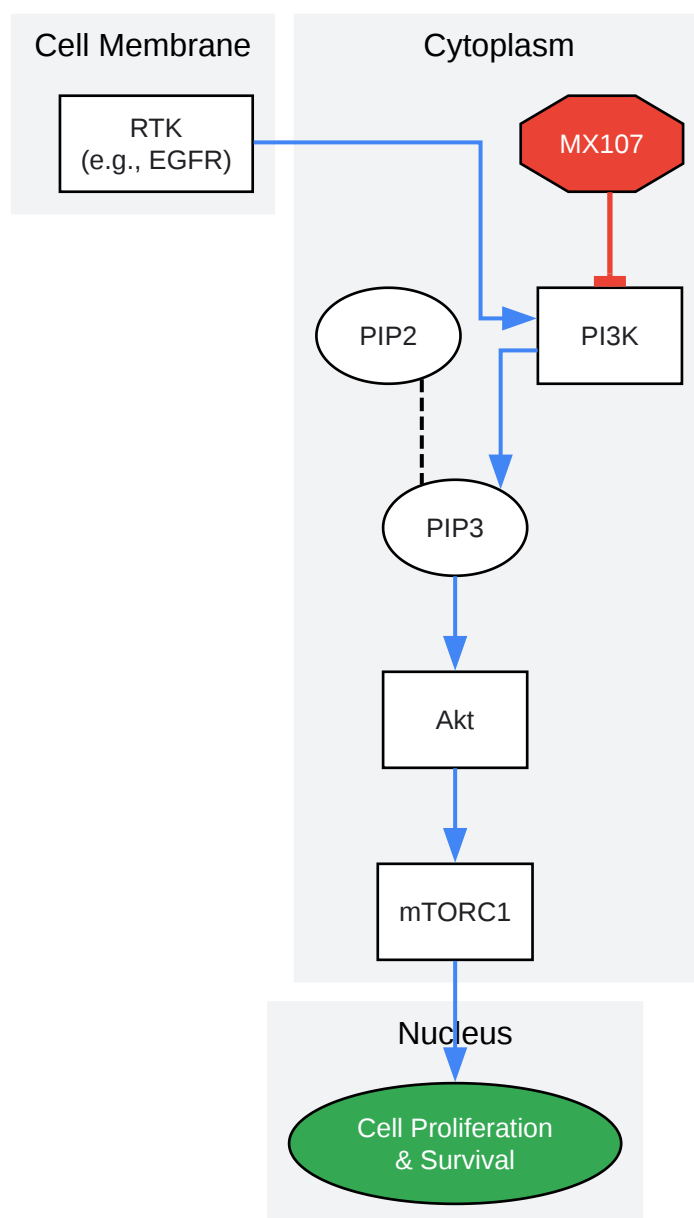 Cell Membrane
Cytoplasm
RTK
(e.g., EGFR)
MX107
PIP2
PI3K
PIP3
Akt
mTORC1
Nucleus
Cell Proliferation
& Survival